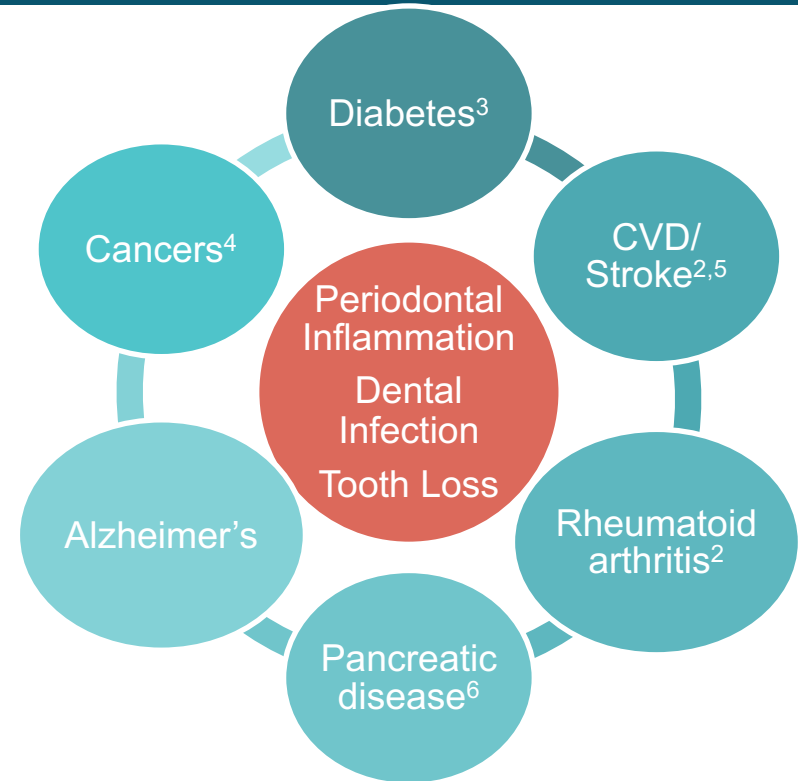 Diabetes³
CVD/
Stroke²,⁵
Rheumatoid
arthritis²
Pancreatic
disease⁶
Alzheimer’s
Cancers⁴
Periodontal
Inflammation
Dental
Infection
Tooth Loss